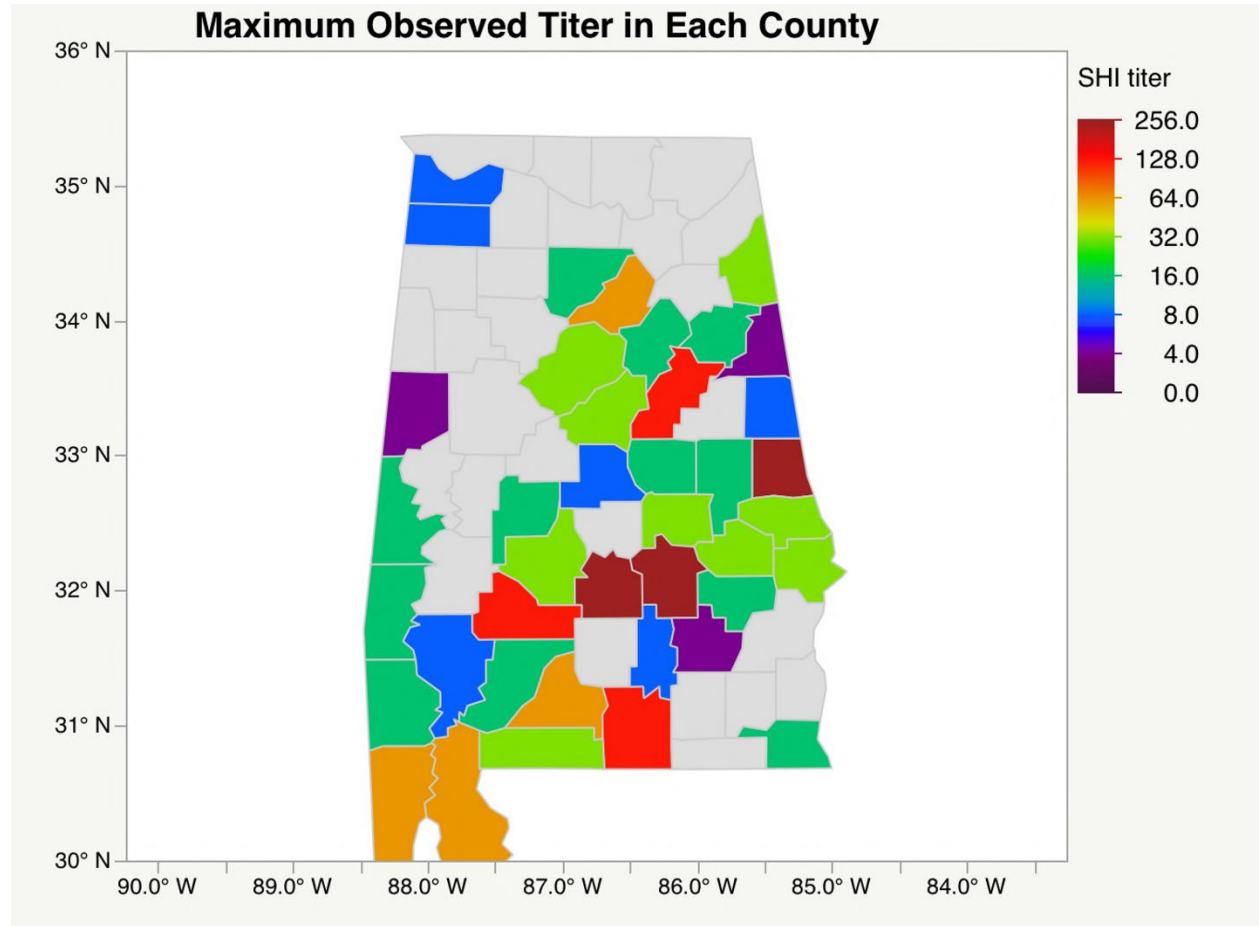 Maximum Observed Titer in Each County
36° N
35° N
34° N
33° N
32° N
31° N
30° N
90.0° W 89.0° W 88.0° W 87.0° W 86.0° W 85.0° W 84.0° W
SHI titer
256.0
128.0
64.0
32.0
16.0
8.0
4.0
0.0